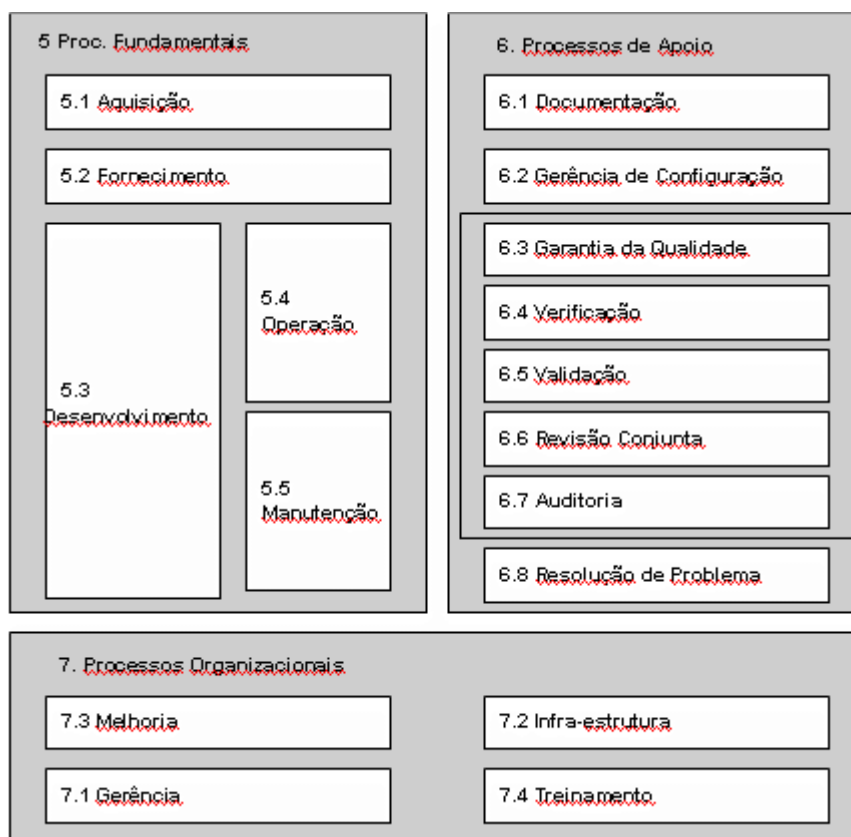 5 Proc. Fundamentais
5.1 Aquisição
5.2 Fornecimento
5.3
Desenvolvimento
5.4
Operação
5.5
Manutenção
6. Processos de Apoio
6.1 Documentação
6.2 Gerência de Configuração
6.3 Garantia da Qualidade
6.4 Verificação
6.5 Validação
6.6 Revisão Conjunta
6.7 Auditoria
6.8 Resolução de Problema
7. Processos Organizacionais
7.3 Melhoria
7.2 Infra-estrutura
7.1 Gerência
7.4 Treinamento